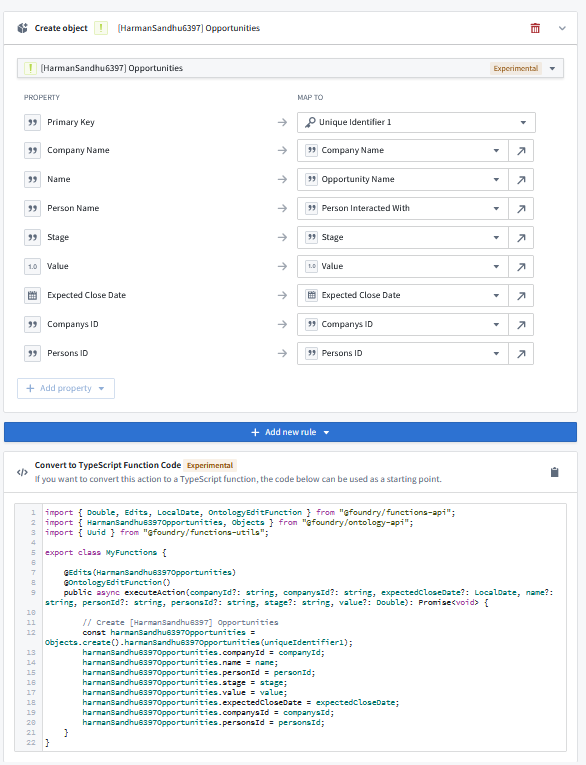 Create object [HarmanSandhu6397] Opportunities
[HarmanSandhu6397] Opportunities Experimental
PROPERTY MAP TO
Primary Key Unique Identifier 1
Company Name Company Name
Name Opportunity Name
Person Name Person Interacted With
Stage Stage
1.0 Value 1.0 Value
Expected Close Date Expected Close Date
Companys ID Companys ID
Persons ID Persons ID
+ Add property
+ Add new rule
</> Convert to TypeScript Function Code Experimental
If you want to convert this action to a TypeScript function, the code below can be used as a starting point.
1 import { Double, Edits, LocalDate, OntologyEditFunction } from "@foundry/functions-api";
2 import { HarmanSandhu6397Opportunities, Objects } from "@foundry/ontology-api";
3 import { Uuid } from "@foundry/functions-utils";
4
5 export class MyFunctions {
6
7 @Edits(HarmanSandhu6397Opportunities)
8 @OntologyEditFunction()
9 public async executeAction(companyId?: string, companysId?: string, expectedCloseDate?: LocalDate, name?:
string, personId?: string, personsId?: string, stage?: string, value?: Double): Promise<void> {
10
11 // Create [HarmanSandhu6397] Opportunities
12 const harmanSandhu6397Opportunities =
Objects.create().harmanSandhu6397Opportunities(uniqueIdentifier1);
13 harmanSandhu6397Opportunities.companyId = companyId;
14 harmanSandhu6397Opportunities.name = name;
15 harmanSandhu6397Opportunities.personId = personId;
16 harmanSandhu6397Opportunities.stage = stage;
17 harmanSandhu6397Opportunities.value = value;
18 harmanSandhu6397Opportunities.expectedCloseDate = expectedCloseDate;
19 harmanSandhu6397Opportunities.companysId = companysId;
20 harmanSandhu6397Opportunities.personsId = personsId;
21 }
22 }